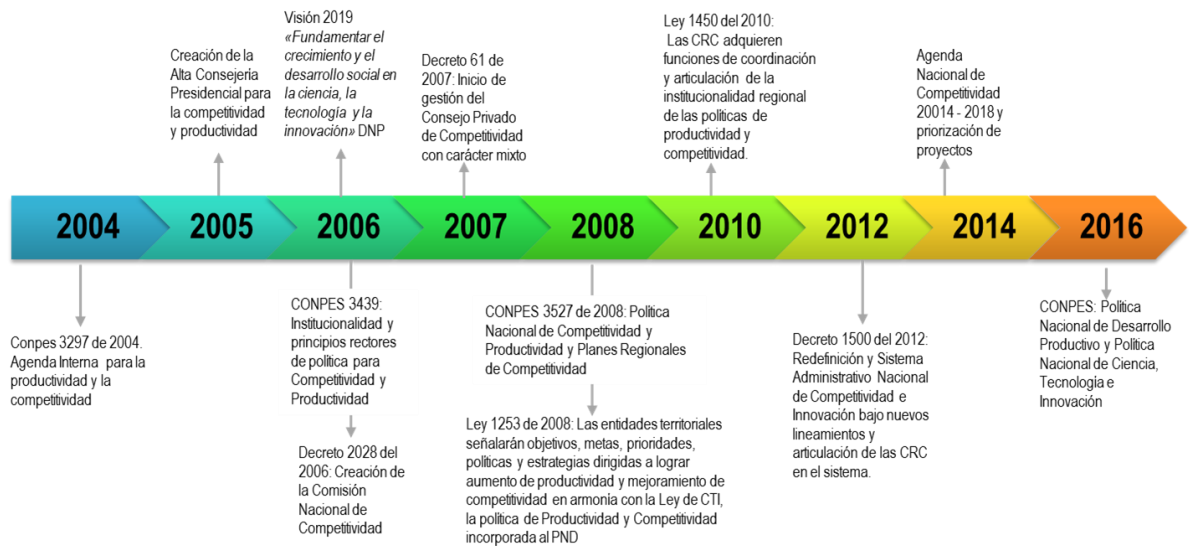 Creación de la
Alta Consejería
Presidencial para
la competitividad
y productividad
Visión 2019
«Fundamentar el
crecimiento y el
desarrollo social en
la ciencia, la
tecnología y la
innovación» DNP
Decreto 61 de
2007: Inicio de
gestión del
Consejo Privado
de Competitividad
con carácter mixto
Ley 1450 del 2010:
Las CRC adquieren
funciones de coordinación
y articulación de la
institucionalidad regional
de las políticas de
productividad y
competitividad.
Agenda
Nacional de
Competividad
20014 - 2018 y
priorización de
proyectos
2004
2005
2006
2007
2008
2010
2012
2014
2016
Conpes 3297 de 2004.
Agenda Interna para la
productividad y la
competitividad
CONPES 3439:
Institucionalidad y
principios rectores
de política para
Competividad y
Productividad
Decreto 2028 del
2006: Creación de
la Comisión
Nacional de
Competividad
CONPES 3527 de 2008: Política
Nacional de Competividad y
Productividad y Planes Regionales
de Competividad
Ley 1253 de 2008: Las entidades territoriales
señalarán objetivos, metas, prioridades,
políticas y estrategias dirigidas a lograr
aumento de productividad y mejoramiento de
competividad en armonía con la Ley de CTI,
la política de Productividad y Competividad
incorporada al PND
Decreto 1500 del 2012:
Redefinición y Sistema
Administrativo Nacional
de Competividad e
Innovación bajo nuevos
lineamientos y
articulación de las CRC
en el sistema.
CONPES: Política
Nacional de Desarrollo
Productivo y Política
Nacional de Ciencia,
Tecnología e
Innovación